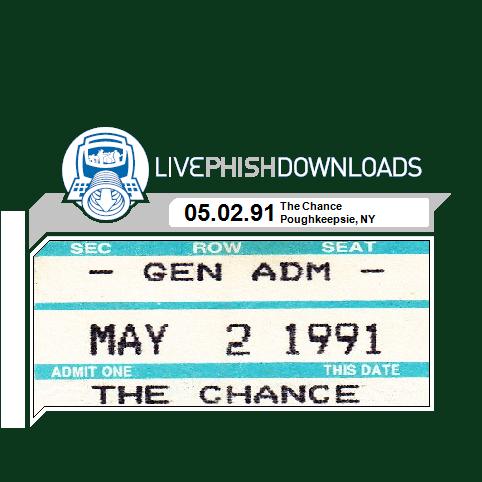 LIVEPHISHDOWNLOADS
05.02.91
The Chance
Poughkeepsie, NY
SEC ROW SEAT
- GEN ADM -
MAY 2 1991
ADMIT ONE THIS DATE
THE CHANCE